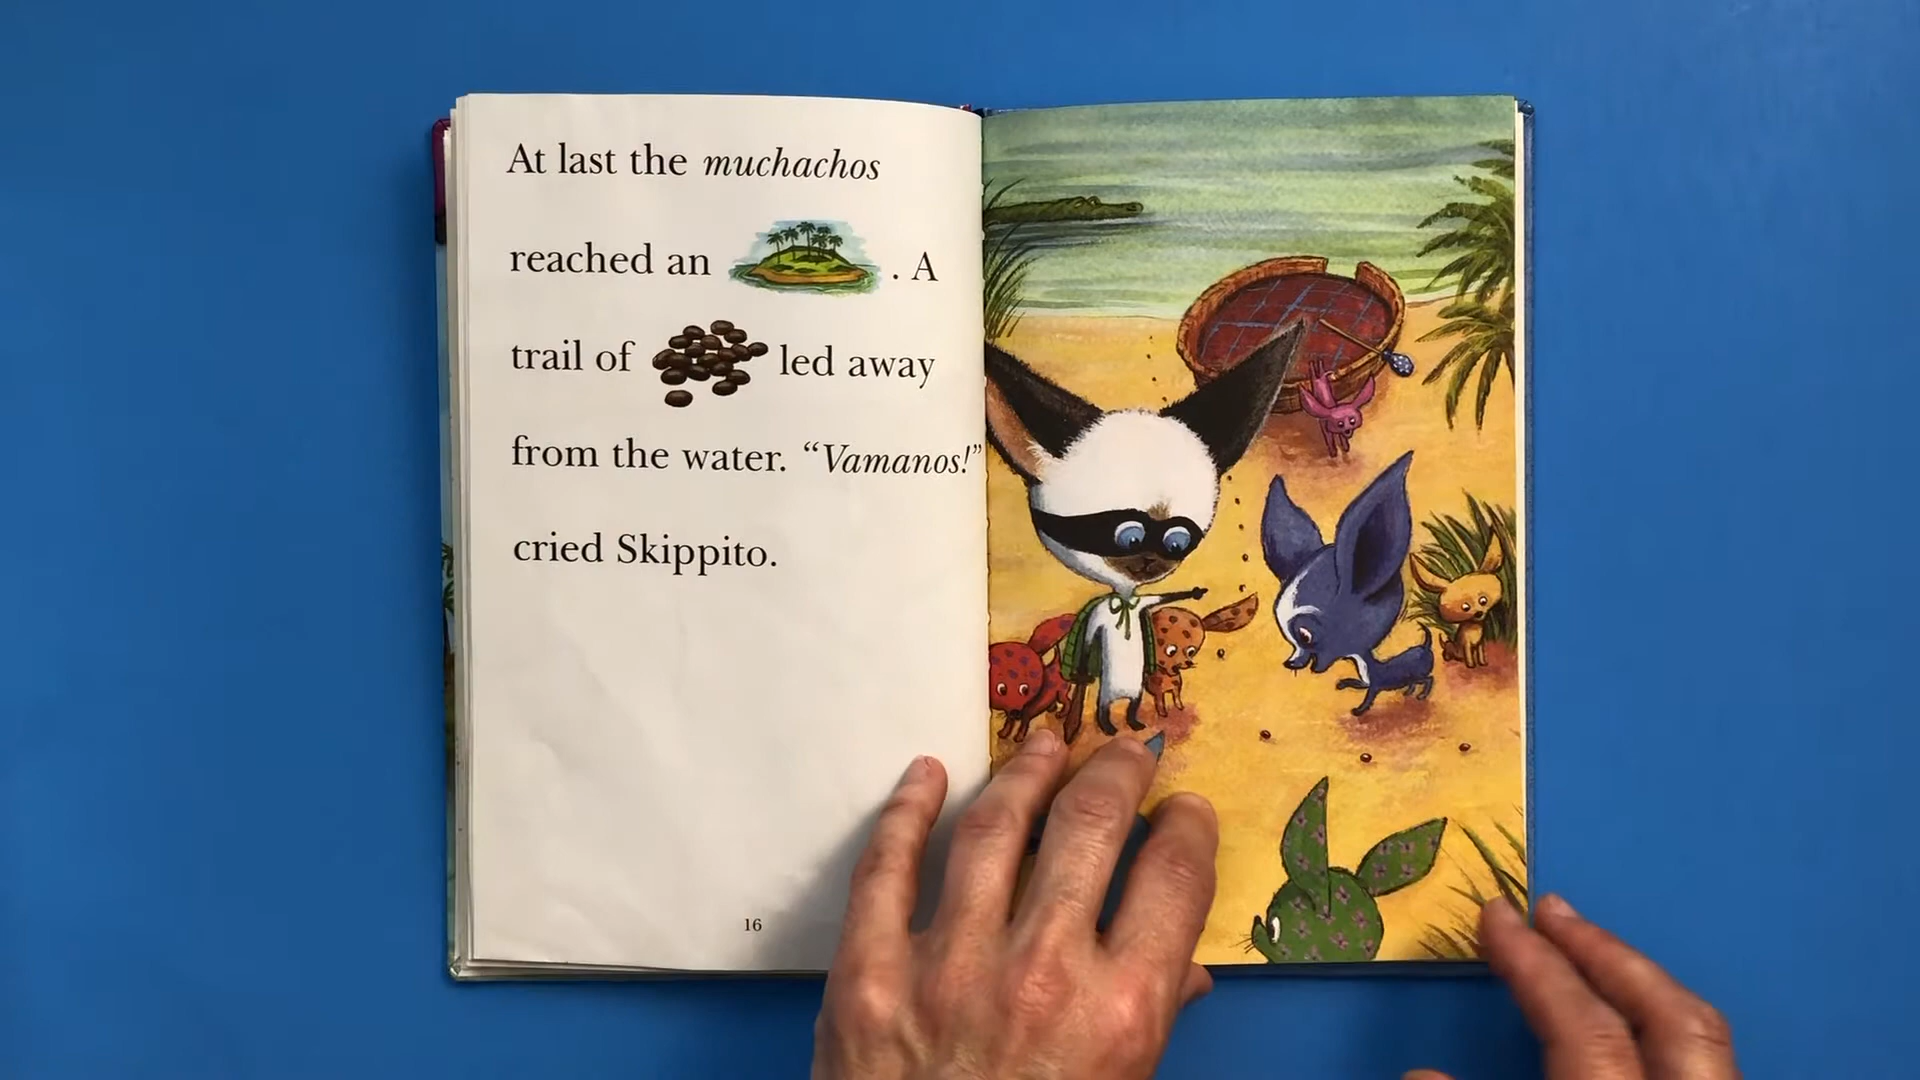 At last the muchachos
reached an . A
trail of led away
from the water. “Vamanos!”
cried Skippito.
16